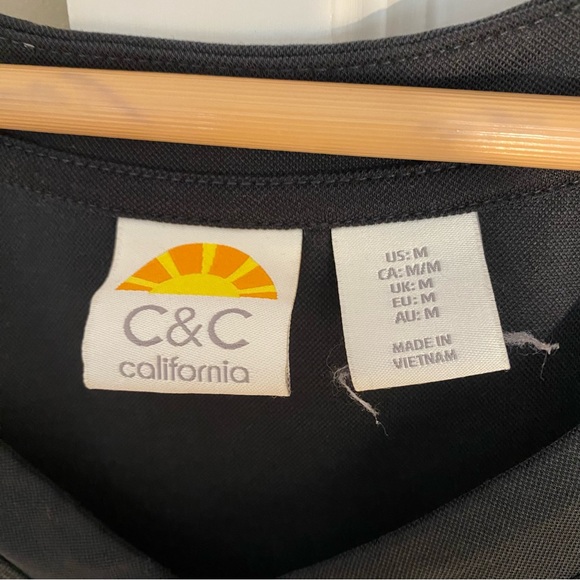 C&C
california
US: M
CA: M/M
UK: M
EU: M
AU: M
MADE IN
VIETNAM